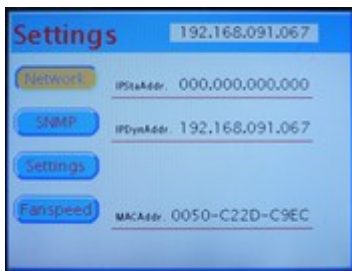 Settings 192.168.091.067
Network
IPStaAddr. 000.000.000.000
SNMP
IPDynAddr. 192.168.091.067
Settings
Fanspeed
MACAddr. 0050-C22D-C9EC